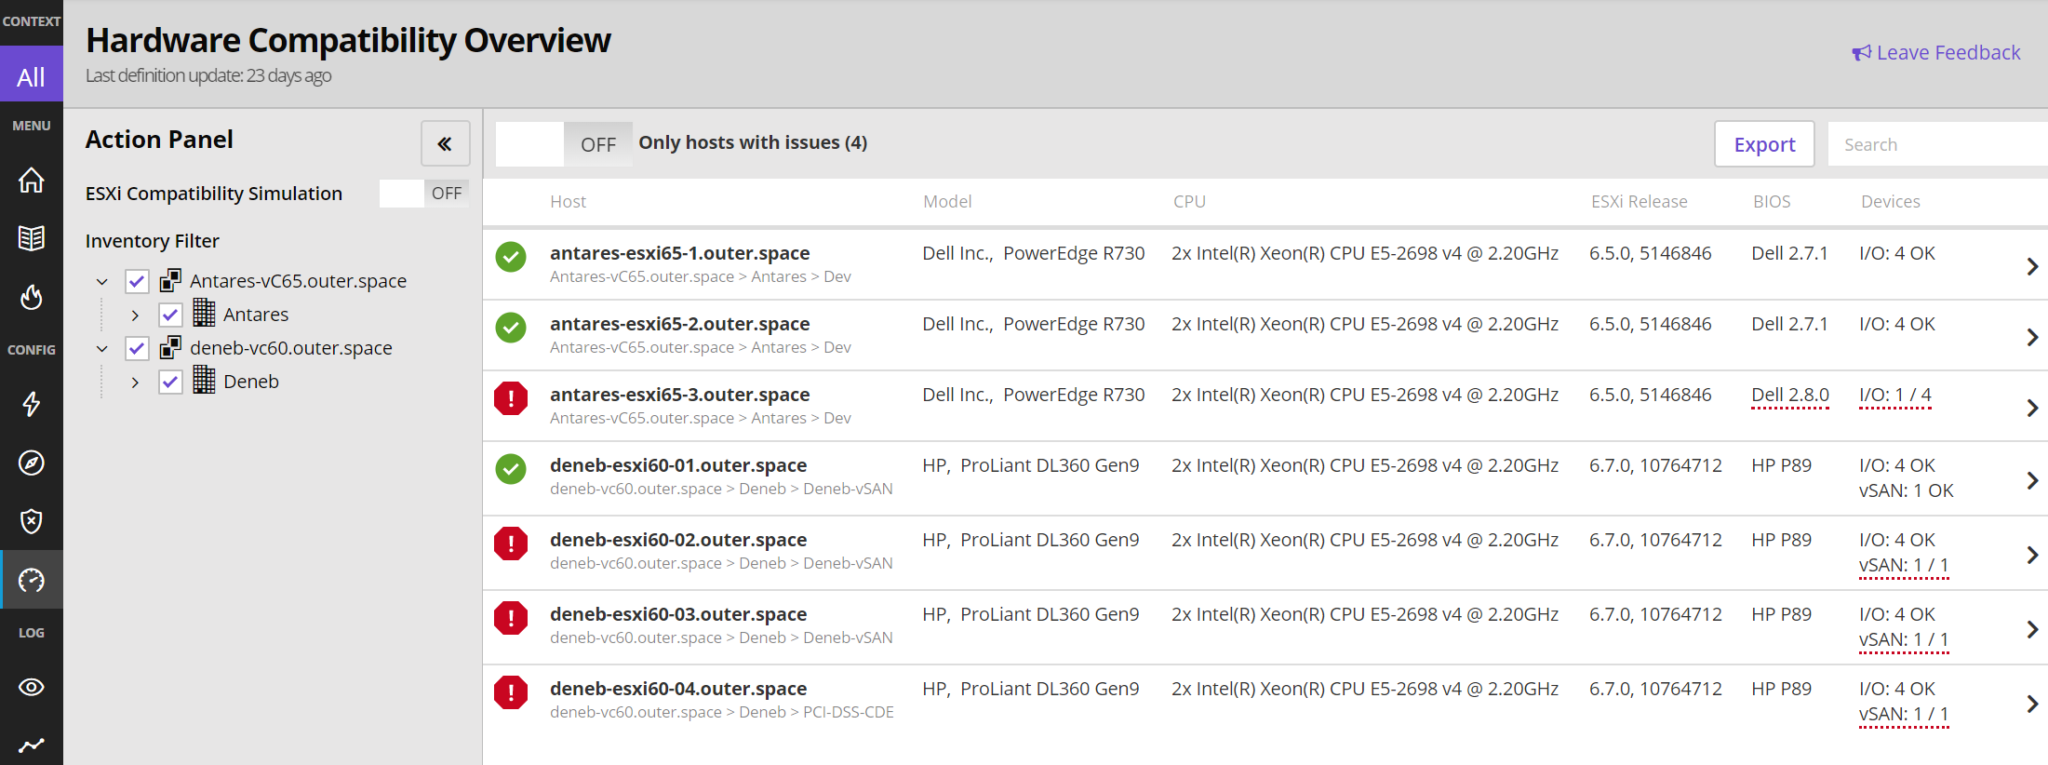 CONTEXT
All
MENU
CONFIG
LOG
Hardware Compatibility Overview
Last definition update: 23 days ago
Leave Feedback
Action Panel
«
ESXi Compatibility Simulation OFF
Inventory Filter
Antares-vC65.outer.space
Antares
deneb-vc60.outer.space
Deneb
OFF Only hosts with issues (4)
Export
Search
Host Model CPU ESXi Release BIOS Devices
antares-esxi65-1.outer.space Dell Inc., PowerEdge R730 2x Intel(R) Xeon(R) CPU E5-2698 v4 @ 2.20GHz 6.5.0, 5146846 Dell 2.7.1 I/O: 4 OK
Antares-vC65.outer.space > Antares > Dev
antares-esxi65-2.outer.space Dell Inc., PowerEdge R730 2x Intel(R) Xeon(R) CPU E5-2698 v4 @ 2.20GHz 6.5.0, 5146846 Dell 2.7.1 I/O: 4 OK
Antares-vC65.outer.space > Antares > Dev
antares-esxi65-3.outer.space Dell Inc., PowerEdge R730 2x Intel(R) Xeon(R) CPU E5-2698 v4 @ 2.20GHz 6.5.0, 5146846 Dell 2.8.0 I/O: 1 / 4
Antares-vC65.outer.space > Antares > Dev
deneb-esxi60-01.outer.space HP, ProLiant DL360 Gen9 2x Intel(R) Xeon(R) CPU E5-2698 v4 @ 2.20GHz 6.7.0, 10764712 HP P89 I/O: 4 OK
deneb-vc60.outer.space > Deneb > Deneb-vSAN vSAN: 1 OK
deneb-esxi60-02.outer.space HP, ProLiant DL360 Gen9 2x Intel(R) Xeon(R) CPU E5-2698 v4 @ 2.20GHz 6.7.0, 10764712 HP P89 I/O: 4 OK
deneb-vc60.outer.space > Deneb > Deneb-vSAN vSAN: 1 / 1
deneb-esxi60-03.outer.space HP, ProLiant DL360 Gen9 2x Intel(R) Xeon(R) CPU E5-2698 v4 @ 2.20GHz 6.7.0, 10764712 HP P89 I/O: 4 OK
deneb-vc60.outer.space > Deneb > Deneb-vSAN vSAN: 1 / 1
deneb-esxi60-04.outer.space HP, ProLiant DL360 Gen9 2x Intel(R) Xeon(R) CPU E5-2698 v4 @ 2.20GHz 6.7.0, 10764712 HP P89 I/O: 4 OK
deneb-vc60.outer.space > Deneb > PCI-DSS-CDE vSAN: 1 / 1